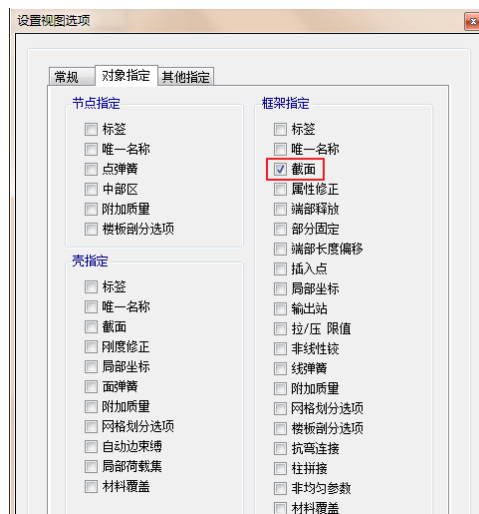 设置视图选项
常规 对象指定 其他指定
节点指定
标签
唯一名称
点弹簧
中部区
附加质量
楼板剖分选项
壳指定
标签
唯一名称
截面
刚度修正
局部坐标
面弹簧
附加质量
网格划分选项
自动边束缚
局部荷载集
材料覆盖
框架指定
标签
唯一名称
截面
属性修正
端部释放
部分固定
端部长度偏移
插入点
局部坐标
输出站
拉/压 限值
非线性铰
线弹簧
附加质量
网格划分选项
楼板剖分选项
抗弯连接
柱拼接
非均匀参数
材料覆盖